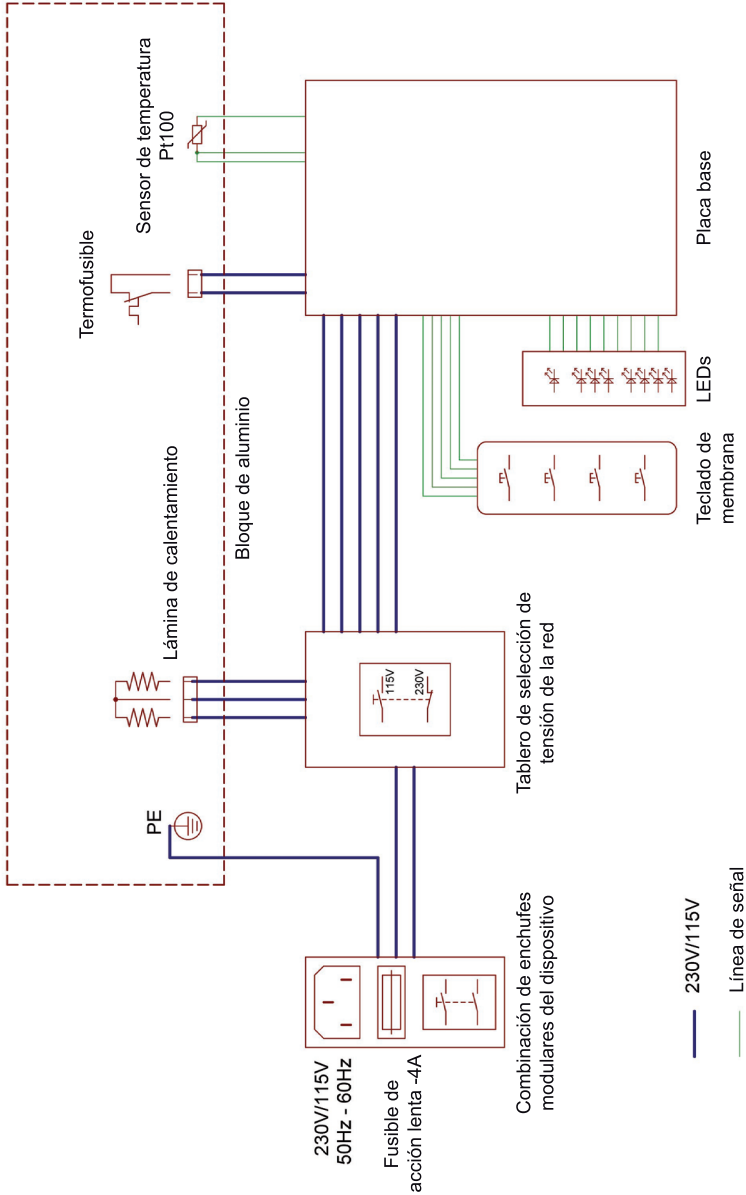 Sensor de temperatura
Pt100
Termofusible
Lámina de calentamiento
Bloque de aluminio
PE
Placa base
LEDs
Teclado de
membrana
115V
230V
Tablero de selección de
tensión de la red
230V/115V
50Hz - 60Hz
Fusible de
acción lenta -4A
Combinación de enchufes
modulares del dispositivo
230V/115V
Línea de señal